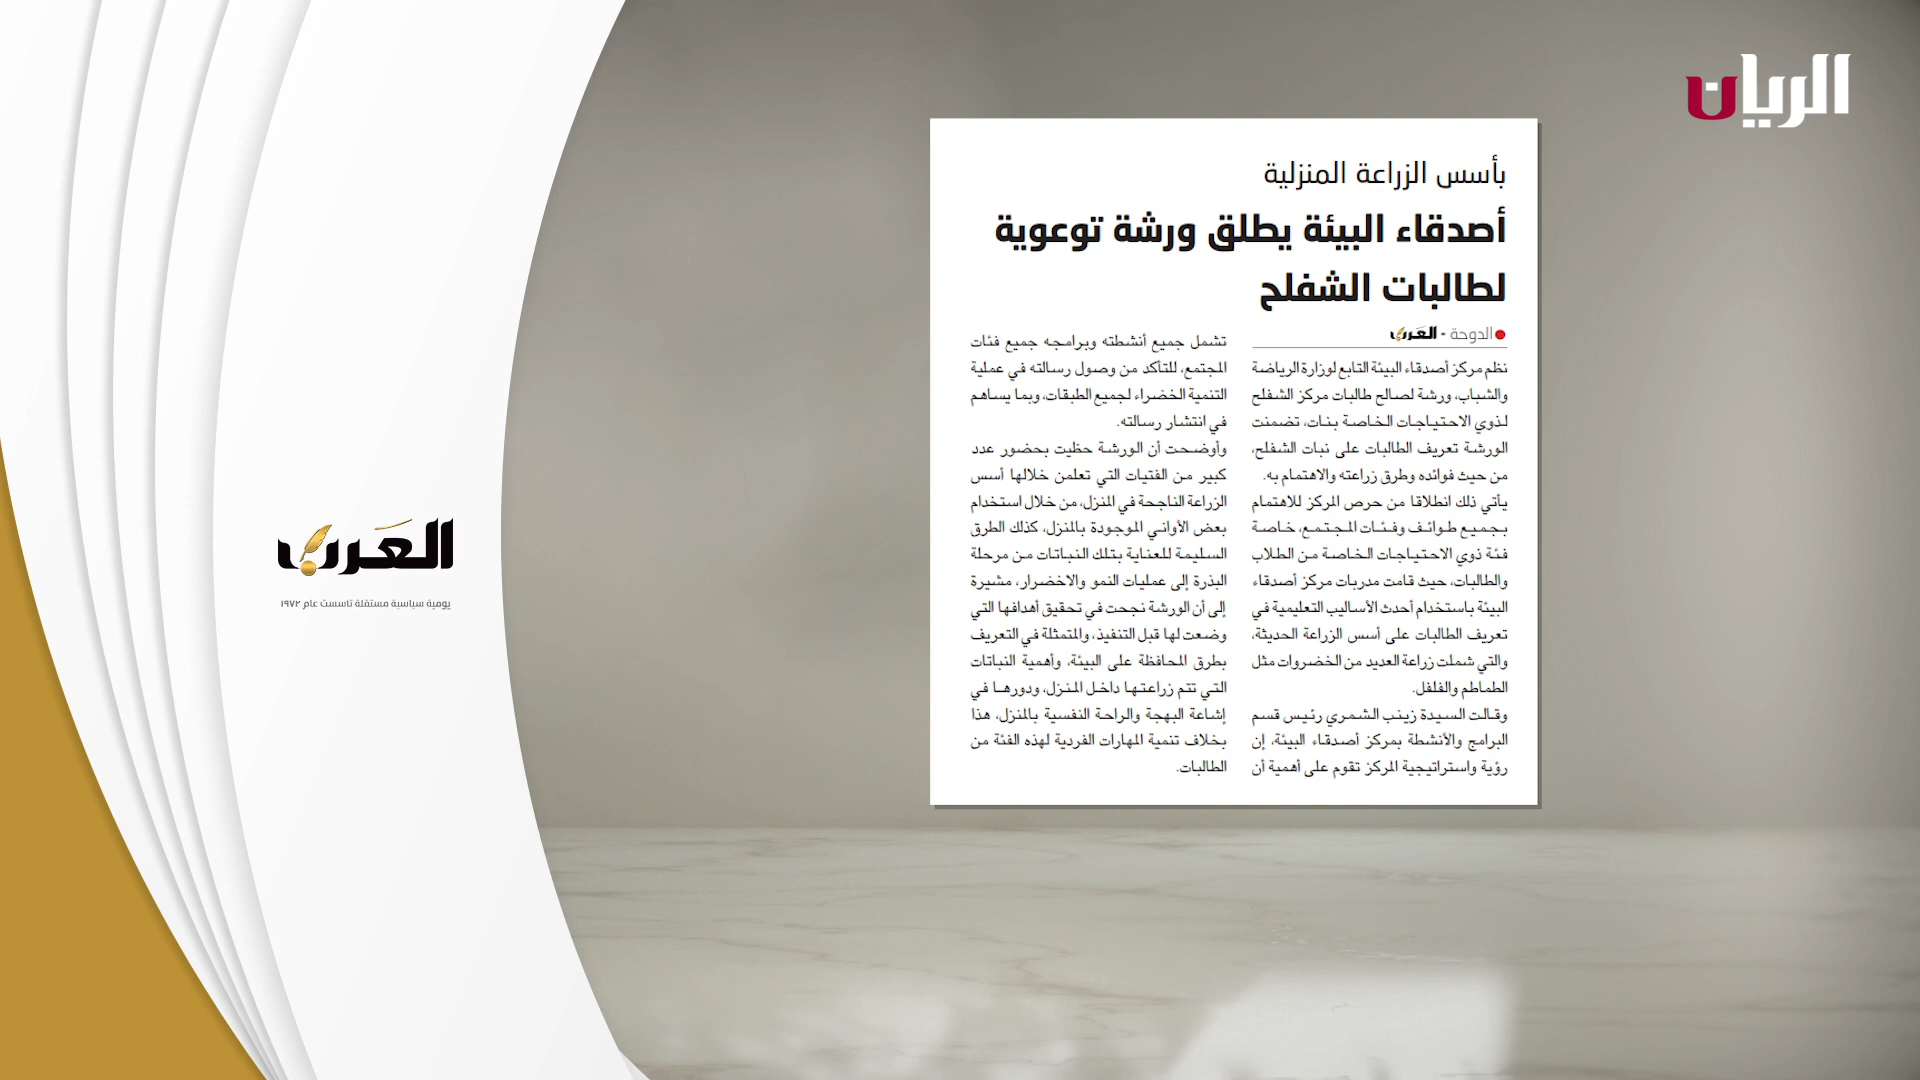 الريان
بأسس الزراعة المنزلية
أصدقاء البيئة يطلق ورشة توعوية
لطالبات الشفلح
الدوحة - العرب
نظم مركز أصدقاء البيئة التابع لوزارة الرياضة
والشباب، ورشة لصالح طالبات مركز الشفلح
لذوي الاحتياجات الخاصة بنات، تضمنت
الورشة تعريف الطالبات على نبات الشفلح،
من حيث فوائده وطرق زراعته والاهتمام به.
يأتي ذلك انطلاقا من حرص المركز للاهتمام
بجميع طوائف وفئات المجتمع، خاصة
فئة ذوي الاحتياجات الخاصة من الطلاب
والطالبات، حيث قامت مدربات مركز أصدقاء
البيئة باستخدام أحدث الأساليب التعليمية في
تعريف الطالبات على أسس الزراعة الحديثة،
والتي شملت زراعة العديد من الخضروات مثل
الطماطم والفلفل.
وقالت السيدة زينب الشمري رئيس قسم
البرامج والأنشطة بمركز أصدقاء البيئة، إن
رؤية واستراتيجية المركز تقوم على أهمية أن
تشمل جميع أنشطته وبرامجه جميع فئات
المجتمع، للتأكد من وصول رسالته في عملية
التنمية الخضراء لجميع الطبقات، وبما يساهم
في انتشار رسالته.
وأوضحت أن الورشة حظيت بحضور عدد
كبير من الفتيات التي تعلمن خلالها أسس
الزراعة الناجحة في المنزل، من خلال استخدام
بعض الأواني الموجودة بالمنزل، كذلك الطرق
السليمة للعناية بتلك النباتات من مرحلة
البذرة إلى عمليات النمو والاخضرار، مشيرة
إلى أن الورشة نجحت في تحقيق أهدافها التي
وضعت لها قبل التنفيذ، والمتمثلة في التعريف
بطرق المحافظة على البيئة، وأهمية النباتات
التي تتم زراعتها داخل المنزل، ودورها في
إشاعة البهجة والراحة النفسية بالمنزل، هذا
بخلاف تنمية المهارات الفردية لهذه الفئة من
الطالبات.
العرب
يومية سياسية مستقلة تأسست عام ١٩٧٢